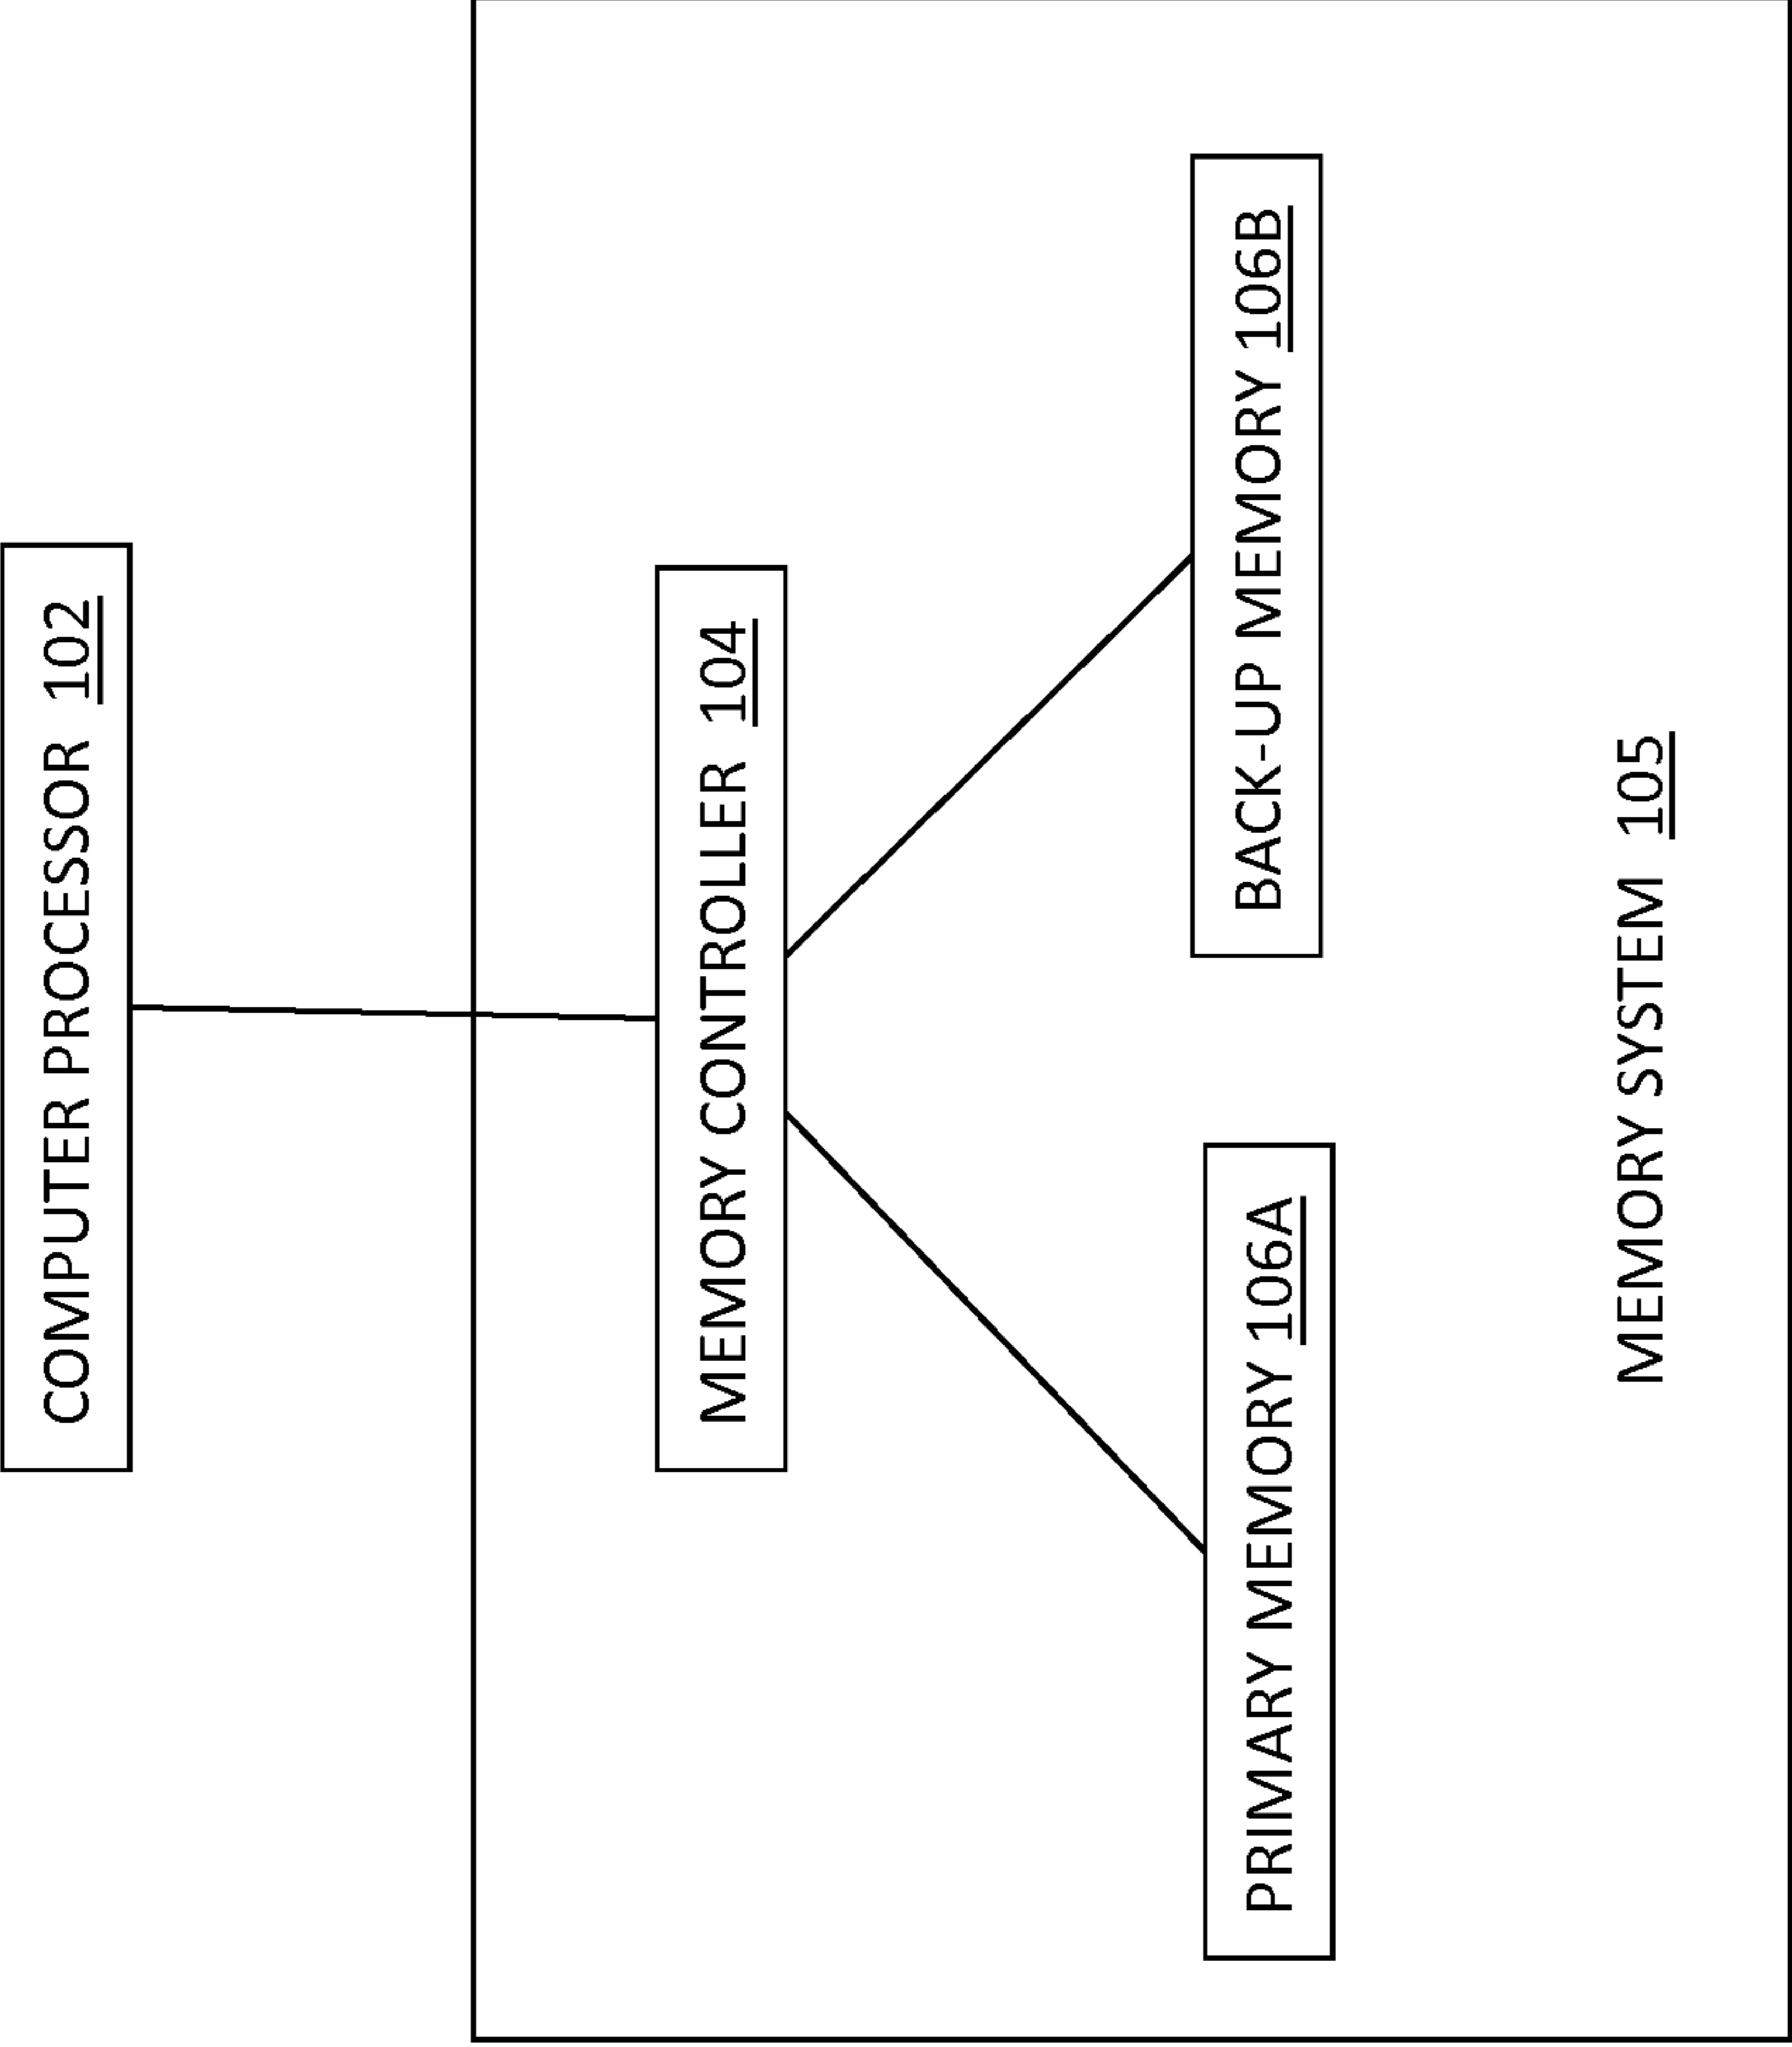 COMPUTER PROCESSOR 102
MEMORY CONTROLLER 104
PRIMARY MEMORY 106A
BACK-UP MEMORY 106B
MEMORY SYSTEM 105